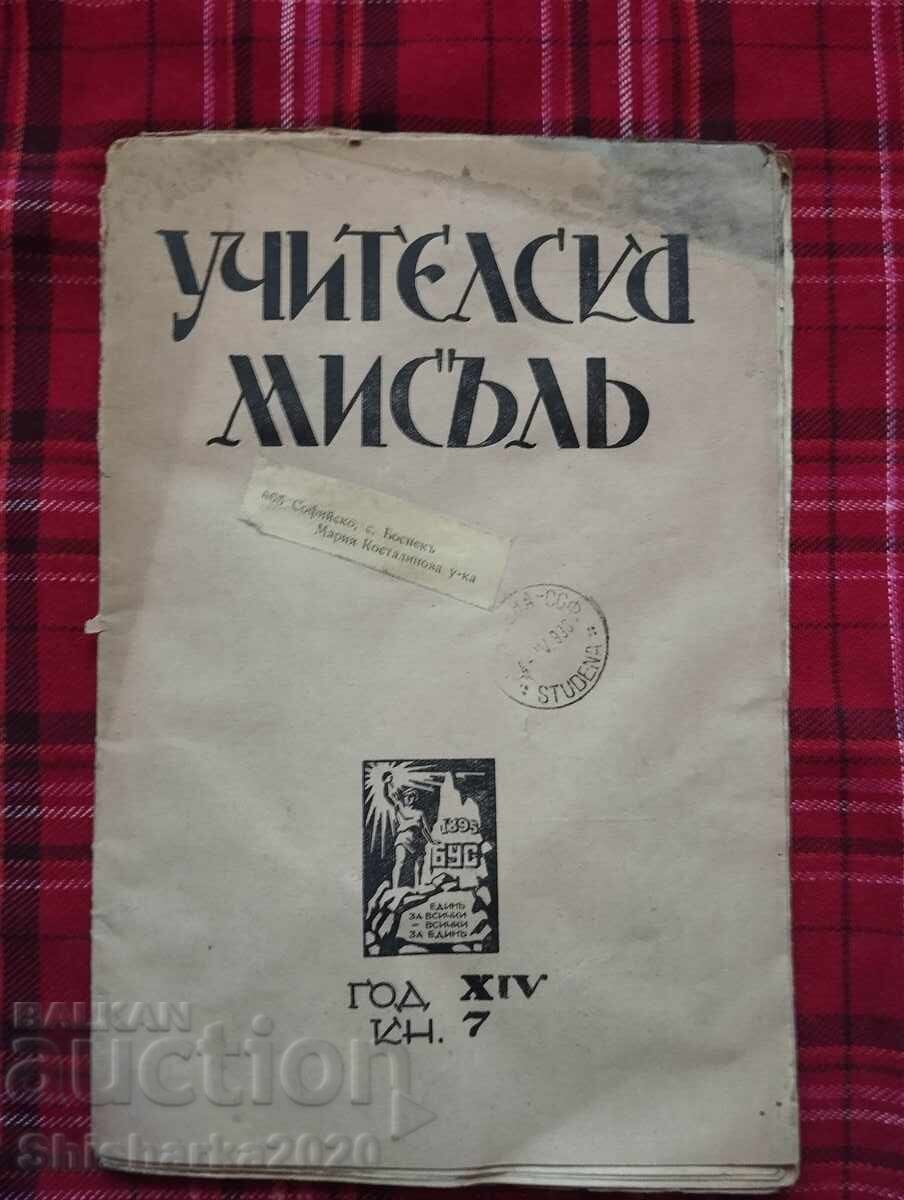 УЧИТЕЛСКА
МИСЪЛЬ
665 Софийско, с. Боснекъ
Мария Костадинова у-ка
STUDENA
1895
БУС
ЕДИНЪ
ЗА ВСИЧКИ
– ВСИЧКИ
ЗА ЕДИНЪ
ГОД. XIV
КН. 7
BALKAN
auction
Shisharka2020